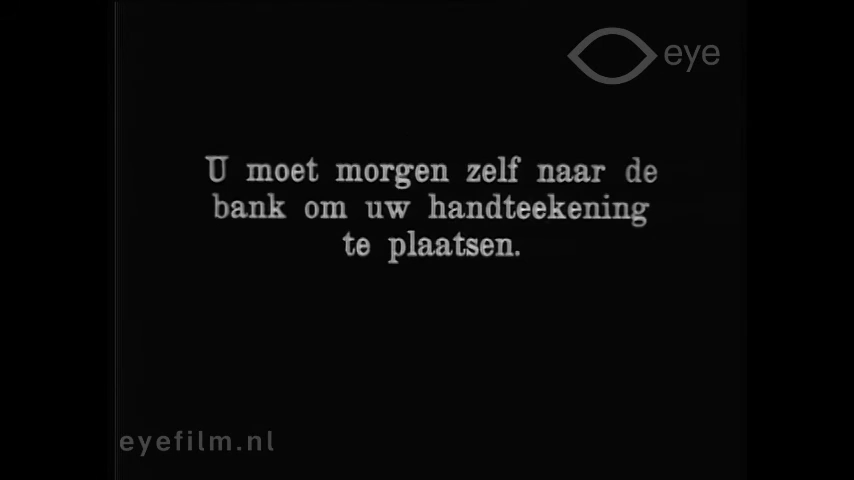 eye
U moet morgen zelf naar de
bank om uw handteekening
te plaatsen.
eyefilm.nl